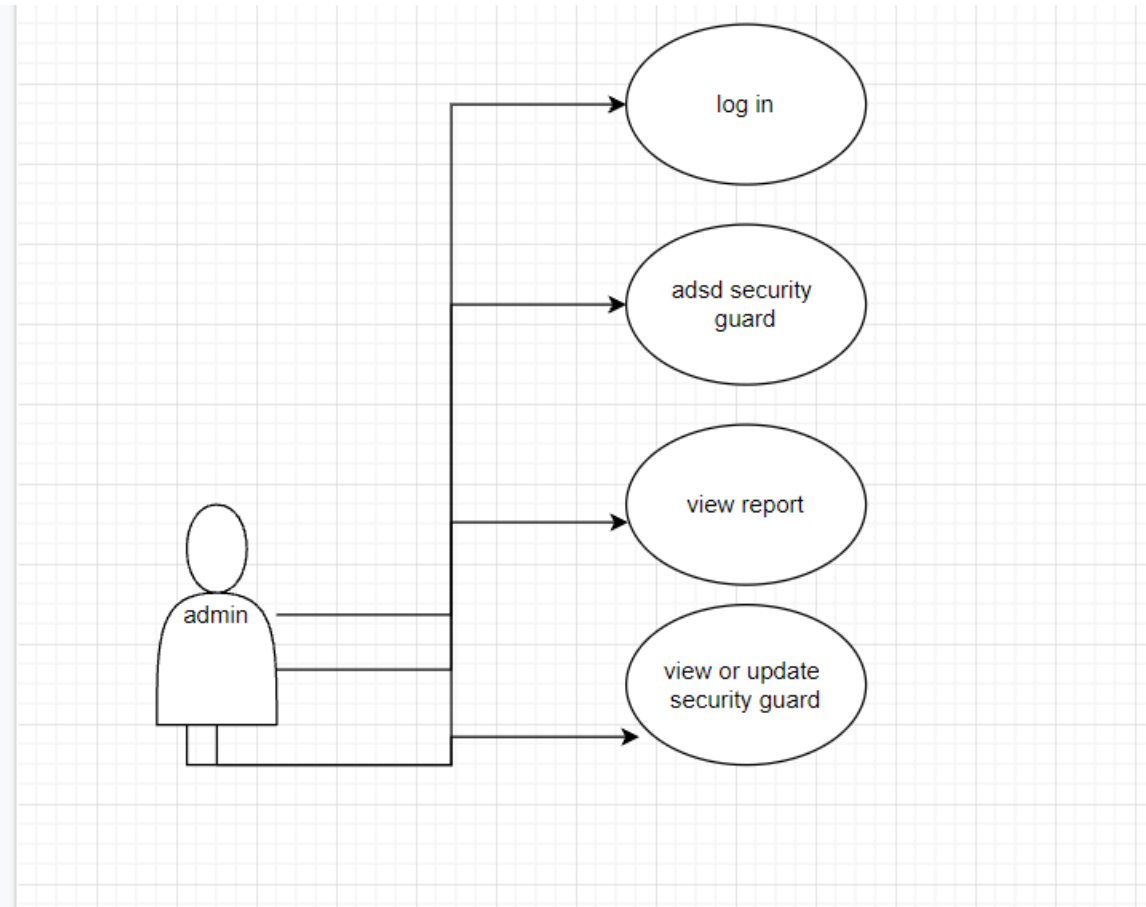 log in
adsd security
guard
view report
admin
view or update
security guard